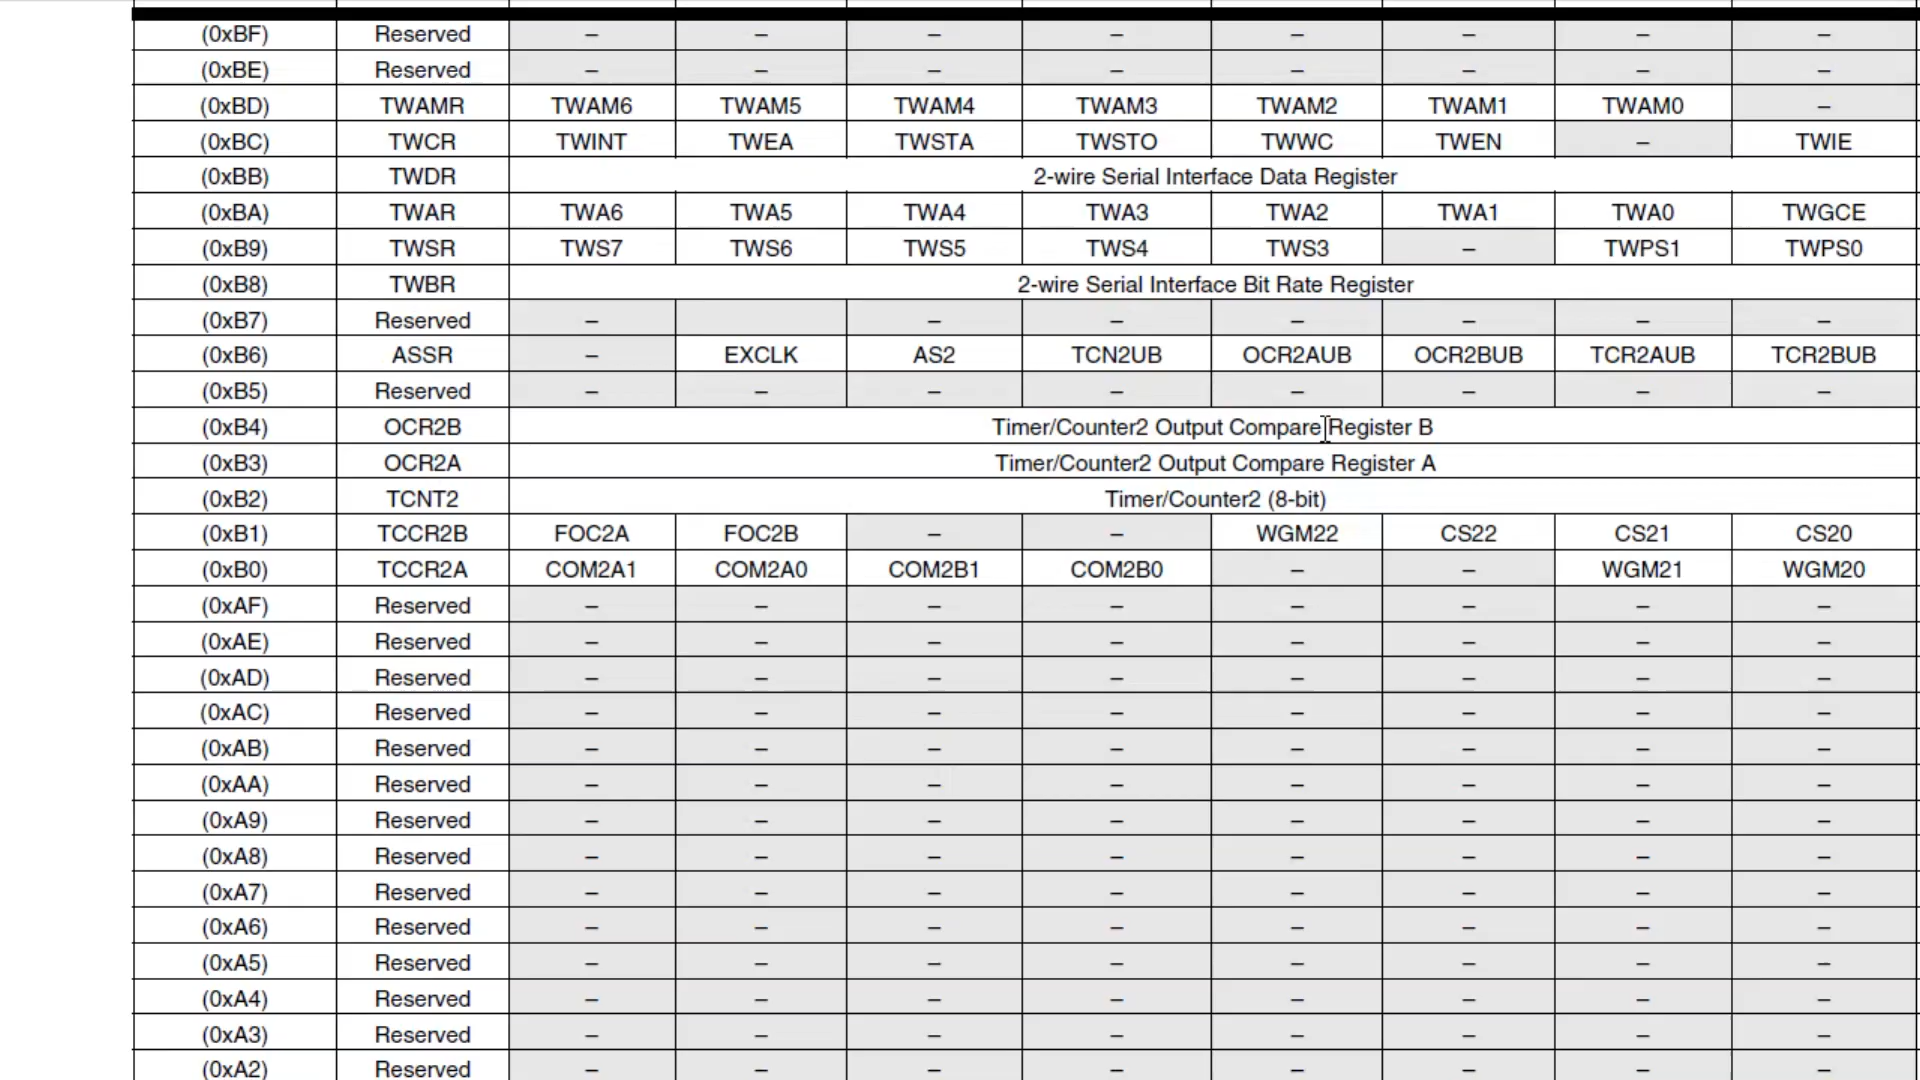 (0xBF) Reserved – – – – – – – –
(0xBE) Reserved – – – – – – – –
(0xBD) TWAMR TWAM6 TWAM5 TWAM4 TWAM3 TWAM2 TWAM1 TWAM0 –
(0xBC) TWCR TWINT TWEA TWSTA TWSTO TWWC TWEN – TWIE
(0xBB) TWDR 2-wire Serial Interface Data Register
(0xBA) TWAR TWA6 TWA5 TWA4 TWA3 TWA2 TWA1 TWA0 TWGCE
(0xB9) TWSR TWS7 TWS6 TWS5 TWS4 TWS3 – TWPS1 TWPS0
(0xB8) TWBR 2-wire Serial Interface Bit Rate Register
(0xB7) Reserved – – – – – – –
(0xB6) ASSR – EXCLK AS2 TCN2UB OCR2AUB OCR2BUB TCR2AUB TCR2BUB
(0xB5) Reserved – – – – – – – –
(0xB4) OCR2B Timer/Counter2 Output Compare Register B
(0xB3) OCR2A Timer/Counter2 Output Compare Register A
(0xB2) TCNT2 Timer/Counter2 (8-bit)
(0xB1) TCCR2B FOC2A FOC2B – – WGM22 CS22 CS21 CS20
(0xB0) TCCR2A COM2A1 COM2A0 COM2B1 COM2B0 – – WGM21 WGM20
(0xAF) Reserved – – – – – – – –
(0xAE) Reserved – – – – – – – –
(0xAD) Reserved – – – – – – – –
(0xAC) Reserved – – – – – – – –
(0xAB) Reserved – – – – – – – –
(0xAA) Reserved – – – – – – – –
(0xA9) Reserved – – – – – – – –
(0xA8) Reserved – – – – – – – –
(0xA7) Reserved – – – – – – – –
(0xA6) Reserved – – – – – – – –
(0xA5) Reserved – – – – – – – –
(0xA4) Reserved – – – – – – – –
(0xA3) Reserved – – – – – – – –
(0xA2) Reserved – – – – – – – –